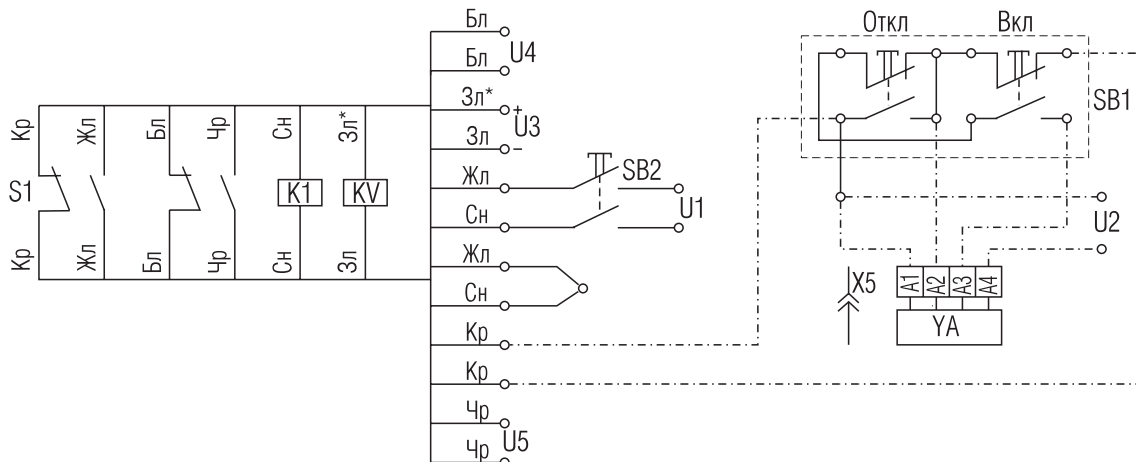 Бл
U4
Бл
Зл* +
U3
Зл –
Жл
SB2
U1
Сн
Жл
Сн
Кр
Кр
Чр
U5
Чр
Кр
Жл
Бл
Чр
Сн
Зл*
S1
K1
KV
Кр
Жл
Бл
Чр
Сн
Зл
Откл
Вкл
SB1
U2
X5
A1
A2
A3
A4
YA